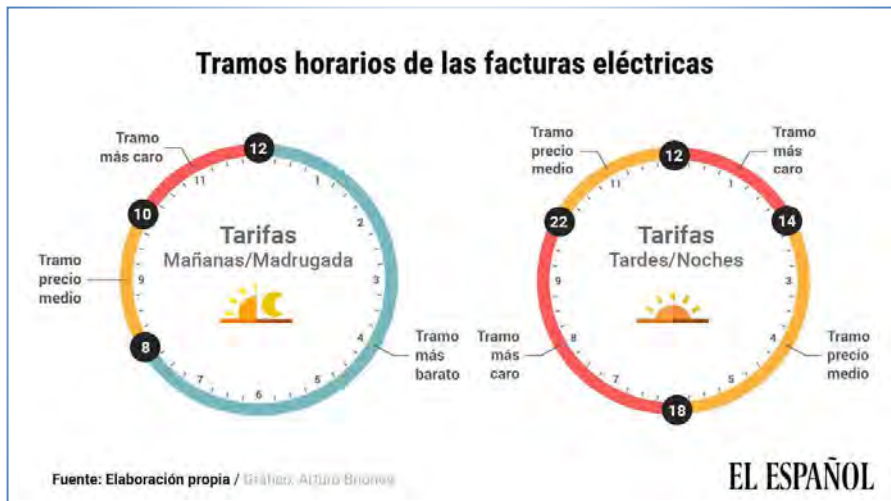 Tramos horarios de las facturas eléctricas
Tramo
más caro
12
11
1
10
2
Tarifas
Mañanas/Madrugada
Tramo
precio
medio
9
3
8
4
7
5
6
Tramo
más
barato
Tramo
precio
medio
12
Tramo
más
caro
11
1
22
14
Tarifas
Tardes/Noches
9
3
8
4
7
5
18
Tramo
más
caro
Tramo
precio
medio
Fuente: Elaboración propia / Gráfico: Arturo Briones
EL ESPAÑOL